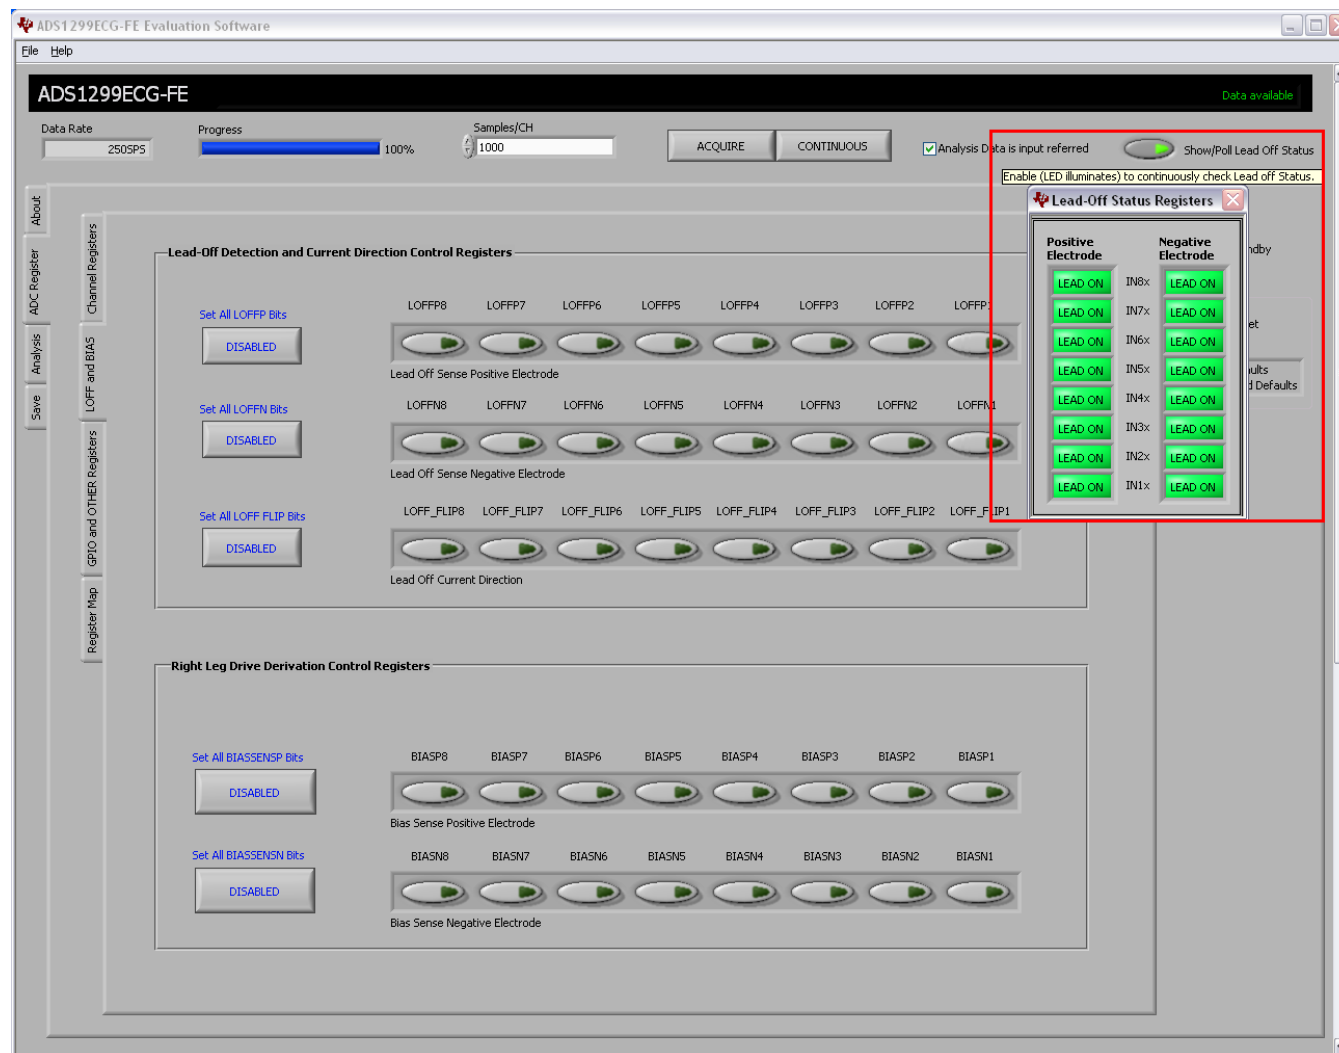 ADS1299ECG-FE Evaluation Software
File Help
ADS1299ECG-FE
Data available
Data Rate
250SPS
Progress
100%
Samples/CH
1000
ACQUIRE
CONTINUOUS
Analysis Data is input referred
Show/Poll Lead Off Status
Enable (LED illuminates) to continuously check Lead off Status.
About
ADC Register
Analysis
Save
Channel Registers
LOFF and BIAS
GPIO and OTHER Registers
Register Map
Lead-Off Detection and Current Direction Control Registers
Set All LOFFP Bits
DISABLED
LOFFP8 LOFFP7 LOFFP6 LOFFP5 LOFFP4 LOFFP3 LOFFP2 LOFFP1
Lead Off Sense Positive Electrode
Set All LOFFN Bits
DISABLED
LOFFN8 LOFFN7 LOFFN6 LOFFN5 LOFFN4 LOFFN3 LOFFN2 LOFFN1
Lead Off Sense Negative Electrode
Set All LOFF FLIP Bits
DISABLED
LOFF_FLIP8 LOFF_FLIP7 LOFF_FLIP6 LOFF_FLIP5 LOFF_FLIP4 LOFF_FLIP3 LOFF_FLIP2 LOFF_FLIP1
Lead Off Current Direction
Lead-Off Status Registers
Positive Electrode
Negative Electrode
LEAD ON IN8x LEAD ON
LEAD ON IN7x LEAD ON
LEAD ON IN6x LEAD ON
LEAD ON IN5x LEAD ON
LEAD ON IN4x LEAD ON
LEAD ON IN3x LEAD ON
LEAD ON IN2x LEAD ON
LEAD ON IN1x LEAD ON
Defaults
Right Leg Drive Derivation Control Registers
Set All BIASSENSP Bits
DISABLED
BIASP8 BIASP7 BIASP6 BIASP5 BIASP4 BIASP3 BIASP2 BIASP1
Bias Sense Positive Electrode
Set All BIASSENSN Bits
DISABLED
BIASN8 BIASN7 BIASN6 BIASN5 BIASN4 BIASN3 BIASN2 BIASN1
Bias Sense Negative Electrode